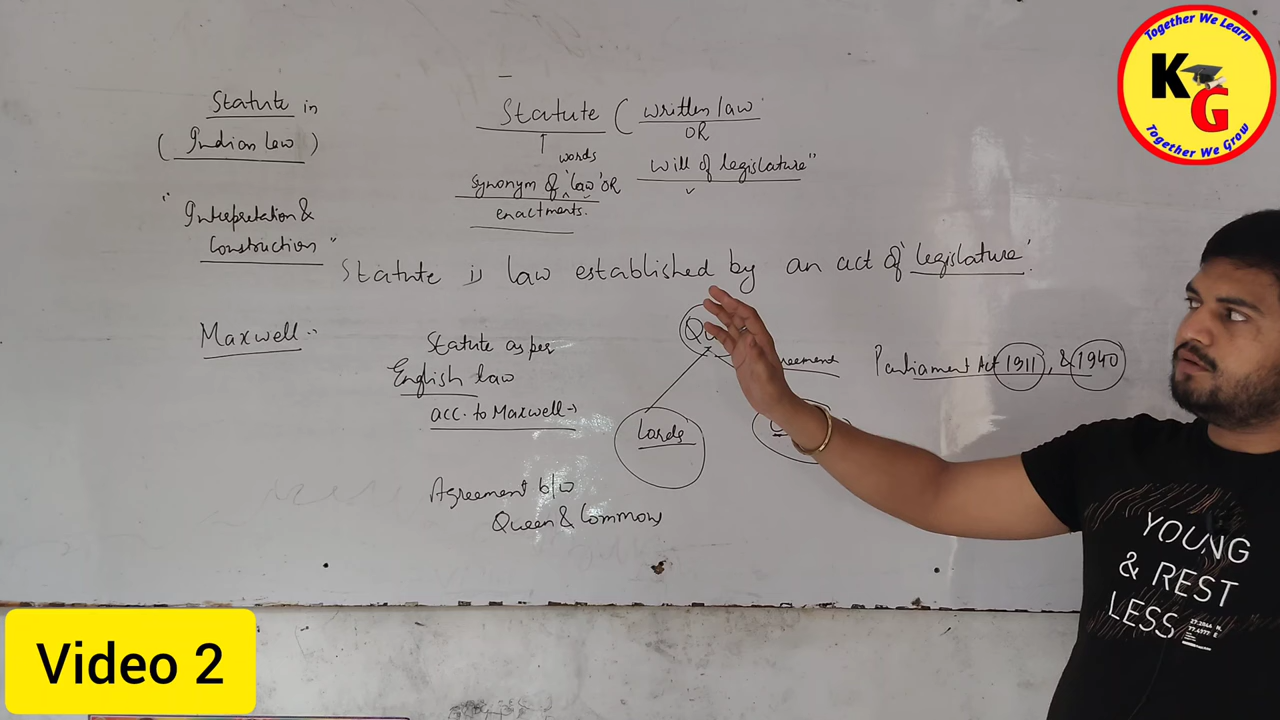 Statute in
( Indian law )
" Intrepretation &
Construction "
Maxwell..
Statute ( written law
OR
will of legislature"
words
synonym of 'law' OR
enactments.
Statute is law established by an act of 'legislature'.
Statute as per
English law
acc. to Maxwell→
Agreement b/w
Queen & Commons
Qu
Lords
Parliament Act 1911, & 1940
Together We Learn
KG
Together We Grow
YOUNG
& REST
LESS
Video 2